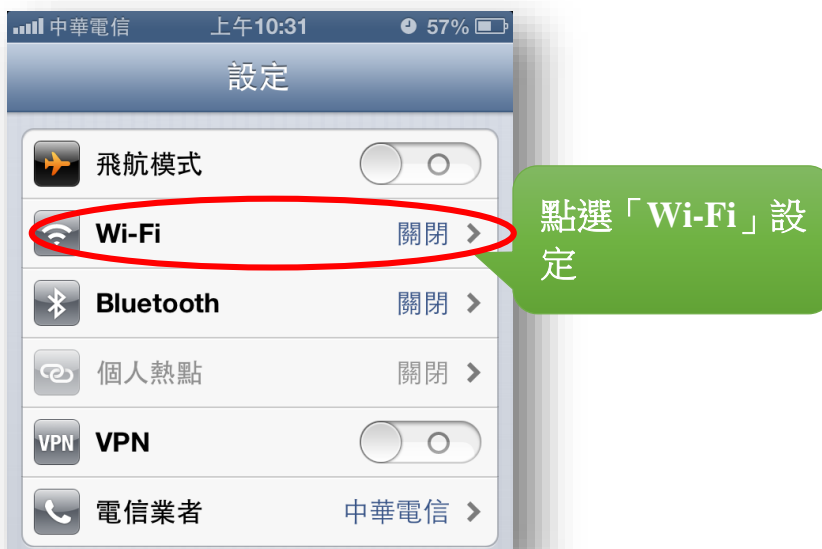 中華電信 上午10:31 57%
設定
飛航模式
Wi-Fi 關閉
Bluetooth 關閉
個人熱點 關閉
VPN VPN
電信業者 中華電信
點選「Wi-Fi」設
定